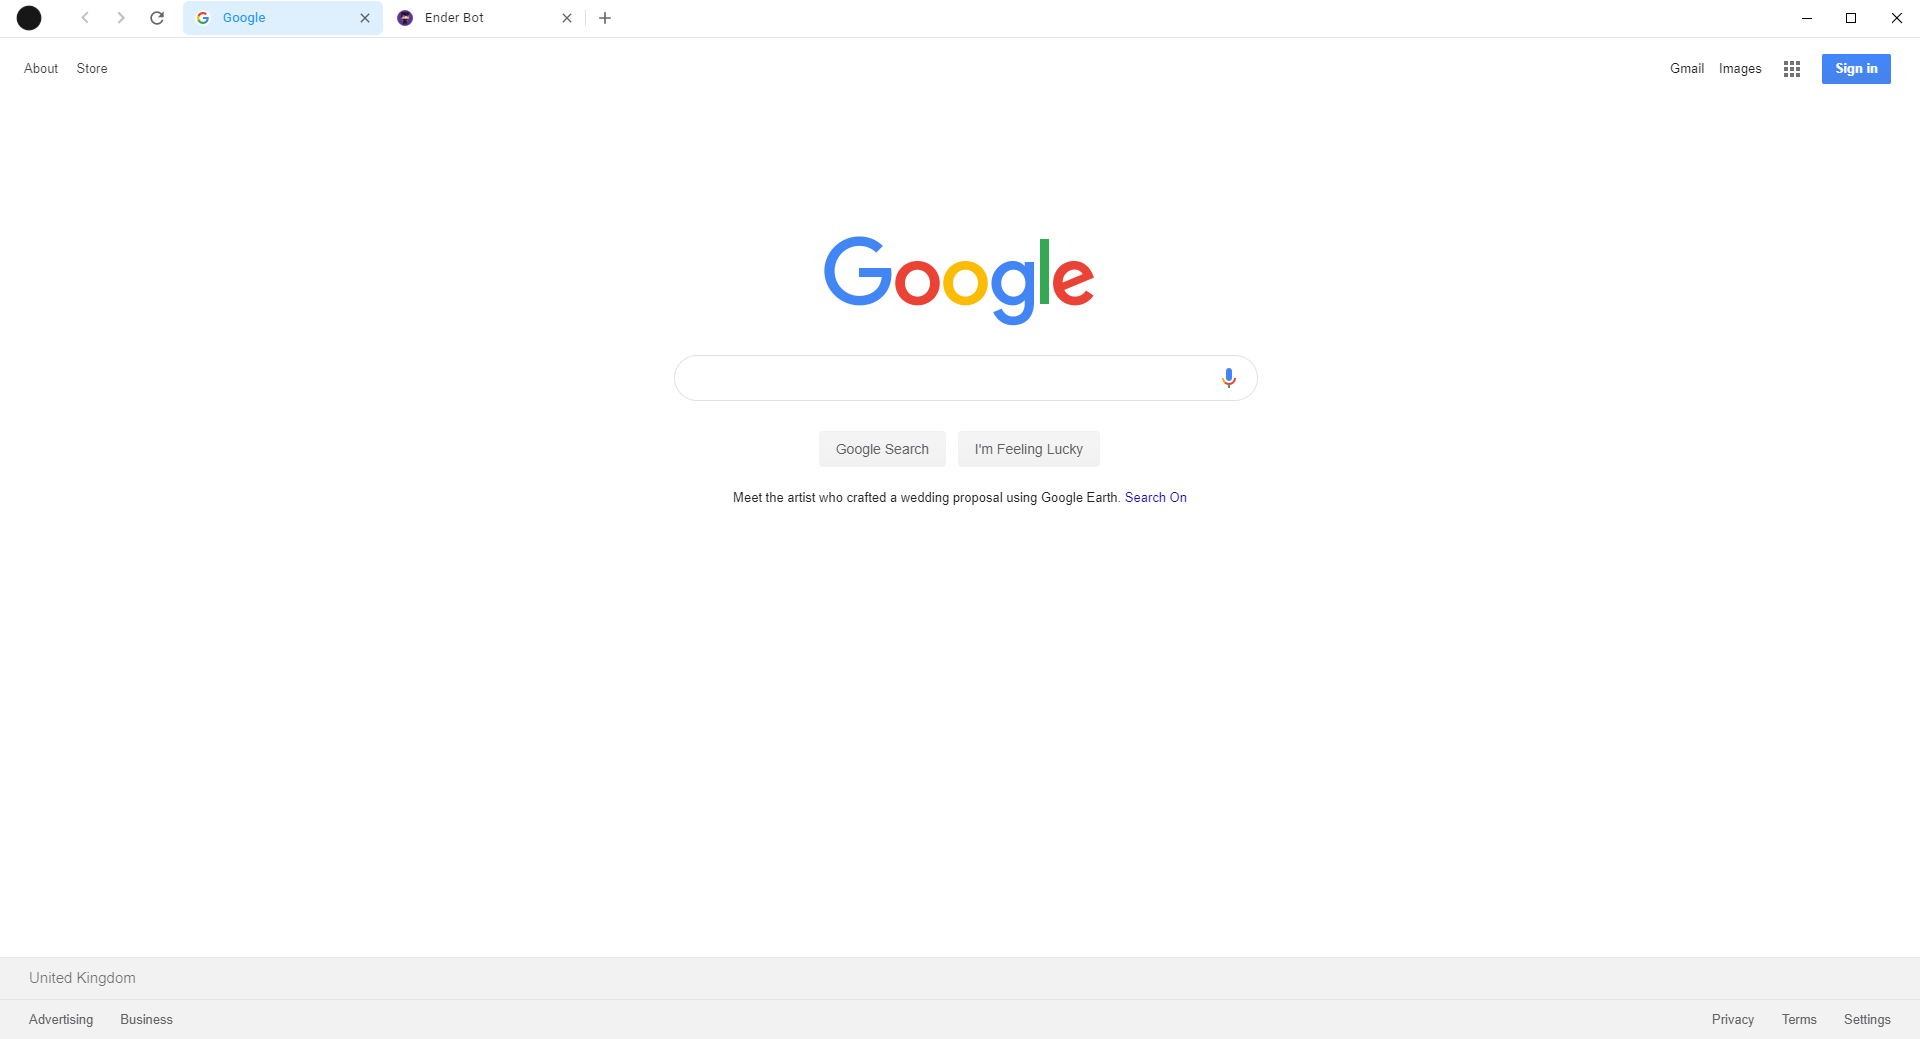 Google Ender Bot
About Store Gmail Images Sign in
Google
Google Search I'm Feeling Lucky
Meet the artist who crafted a wedding proposal using Google Earth. Search On
United Kingdom
Advertising Business Privacy Terms Settings